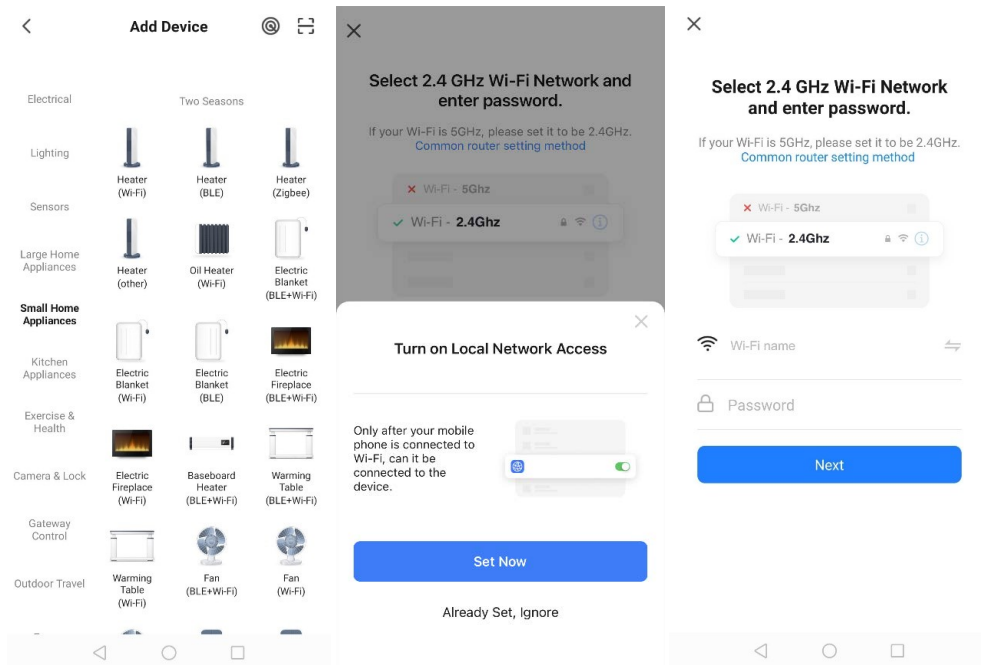 Add Device
Electrical
Lighting
Sensors
Large Home
Appliances
Small Home
Appliances
Kitchen
Appliances
Exercise &
Health
Camera & Lock
Gateway
Control
Outdoor Travel
Two Seasons
Heater
(Wi-Fi)
Heater
(BLE)
Heater
(Zigbee)
Heater
(other)
Oil Heater
(Wi-Fi)
Electric
Blanket
(BLE+Wi-Fi)
Electric
Blanket
(Wi-Fi)
Electric
Blanket
(BLE)
Electric
Fireplace
(BLE+Wi-Fi)
Electric
Fireplace
(Wi-Fi)
Baseboard
Heater
(BLE+Wi-Fi)
Warming
Table
(BLE+Wi-Fi)
Warming
Table
(Wi-Fi)
Fan
(BLE+Wi-Fi)
Fan
(Wi-Fi)
Select 2.4 GHz Wi-Fi Network and
enter password.
If your Wi-Fi is 5GHz, please set it to be 2.4GHz.
Common router setting method
Wi-Fi - 5Ghz
Wi-Fi - 2.4Ghz
Turn on Local Network Access
Only after your mobile
phone is connected to
Wi-Fi, can it be
connected to the
device.
Set Now
Already Set, Ignore
Select 2.4 GHz Wi-Fi Network
and enter password.
If your Wi-Fi is 5GHz, please set it to be 2.4GHz.
Common router setting method
Wi-Fi - 5Ghz
Wi-Fi - 2.4Ghz
Wi-Fi name
Password
Next